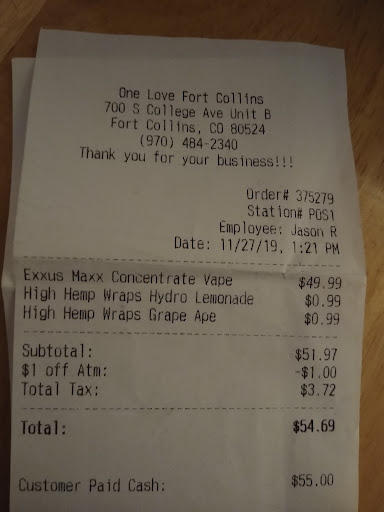 One Love Fort Collins
700 S College Ave Unit B
Fort Collins, CO 80524
(970) 484-2340
Thank you for your business!!!
Order# 375279
Station# POS1
Employee: Jason R
Date: 11/27/19, 1:21 PM
Exxus Maxx Concentrate Vape $49.99
High Hemp Wraps Hydro Lemonade $0.99
High Hemp Wraps Grape Ape $0.99
Subtotal: $51.97
$1 off Atm: -$1.00
Total Tax: $3.72
Total: $54.69
Customer Paid Cash: $55.00